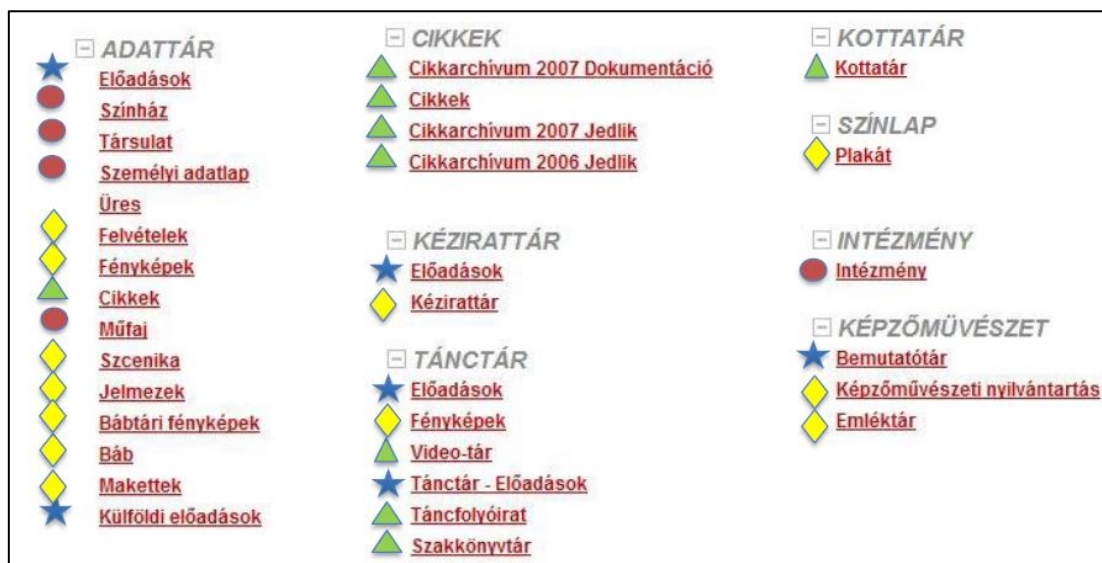 ADATTÁR
Előadások
Színház
Társulat
Személyi adatlap
Üres
Felvételek
Fényképek
Cikkek
Műfaj
Szcenika
Jelmezek
Bábtári fényképek
Báb
Makettek
Külföldi előadások
CIKKEK
Cikkarchívum 2007 Dokumentáció
Cikkek
Cikkarchívum 2007 Jedlik
Cikkarchívum 2006 Jedlik
KÉZIRATTÁR
Előadások
Kézirattár
TÁNCTÁR
Előadások
Fényképek
Video-tár
Tánctár - Előadások
Táncfolyóirat
Szakkönyvtár
KOTTATÁR
Kottatár
SZÍNLAP
Plakát
INTÉZMÉNY
Intézmény
KÉPZŐMÜVÉSZET
Bemutatótár
Képzőművészeti nyilvántartás
Emléktár